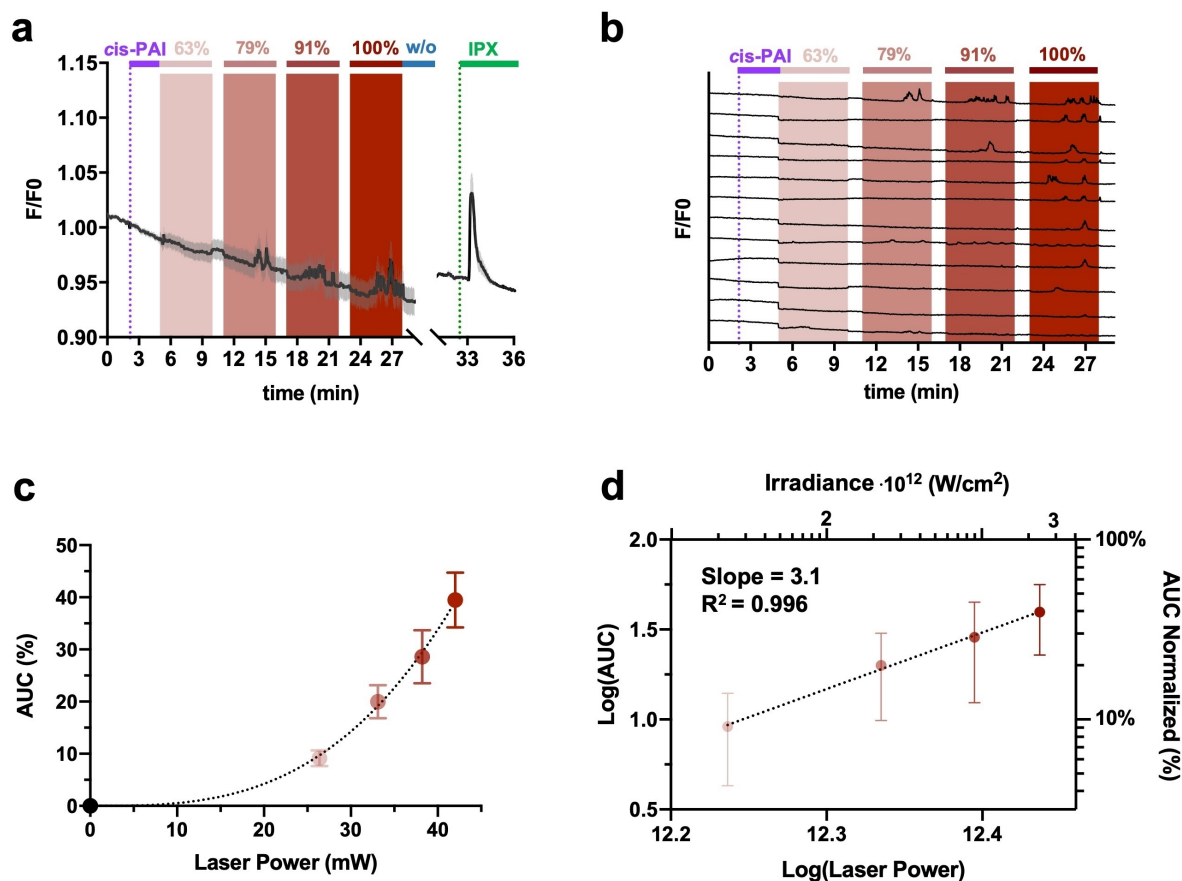 a
cis-PAI 63% 79% 91% 100% w/o IPX
1.15
1.10
1.05
1.00
0.95
0.90
F/F0
0 3 6 9 12 15 18 21 24 27 33 36
time (min)
b
cis-PAI 63% 79% 91% 100%
F/F0
0 3 6 9 12 15 18 21 24 27
time (min)
c
50
40
30
20
10
0
AUC (%)
0 10 20 30 40
Laser Power (mW)
d
Irradiance ·10¹² (W/cm²)
2 3
2.0
1.5
1.0
0.5
Log(AUC)
Slope = 3.1
R² = 0.996
100%
10%
AUC Normalized (%)
12.2 12.3 12.4
Log(Laser Power)